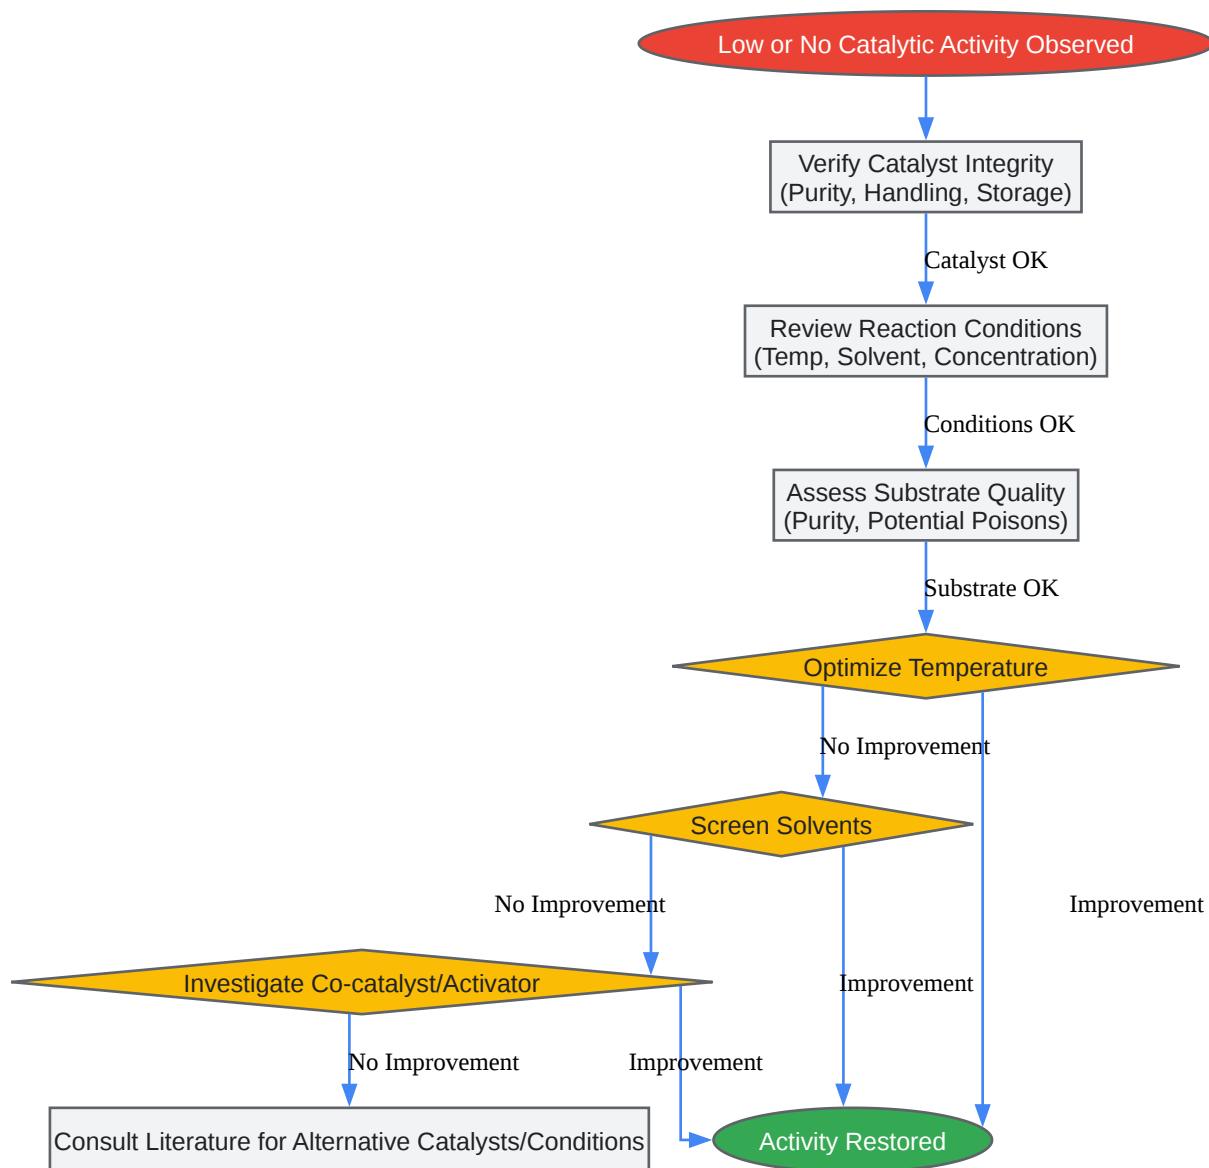 Low or No Catalytic Activity Observed
Verify Catalyst Integrity
(Purity, Handling, Storage)
Catalyst OK
Review Reaction Conditions
(Temp, Solvent, Concentration)
Conditions OK
Assess Substrate Quality
(Purity, Potential Poisons)
Substrate OK
Optimize Temperature
No Improvement
Screen Solvents
No Improvement
Improvement
Investigate Co-catalyst/Activator
Improvement
No Improvement
Improvement
Consult Literature for Alternative Catalysts/Conditions
Activity Restored